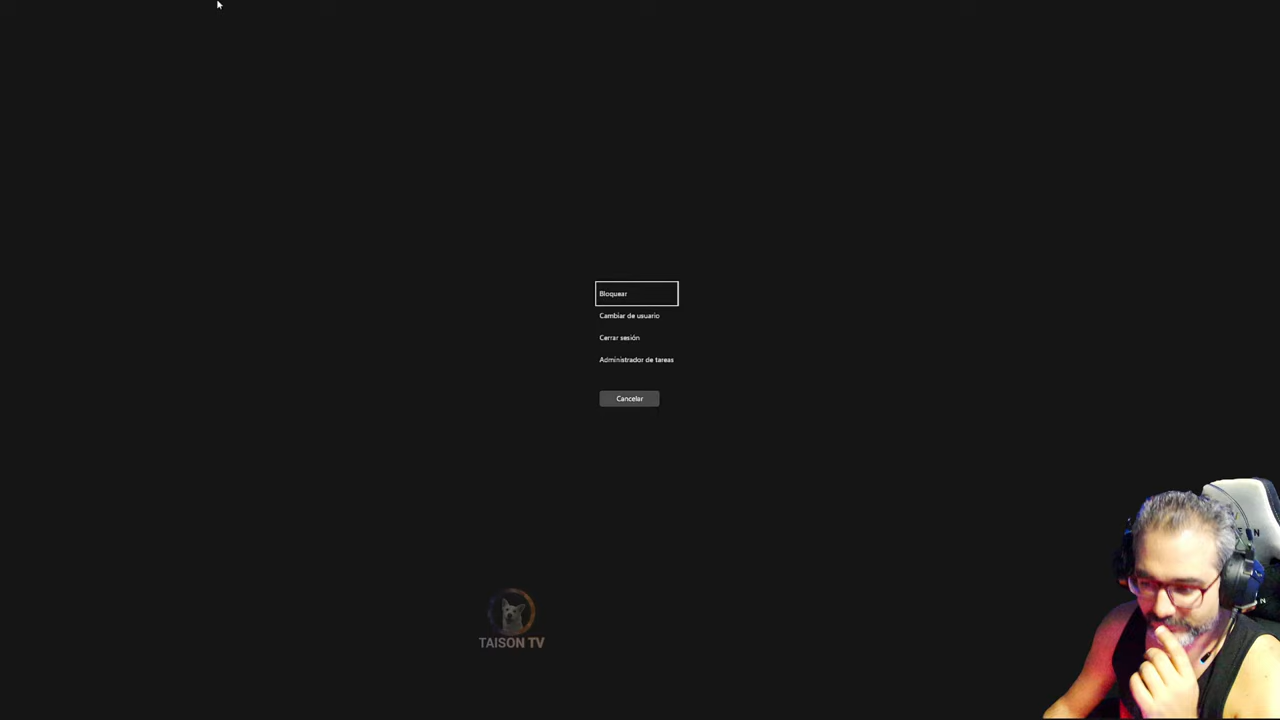 Bloquear
Cambiar de usuario
Cerrar sesión
Administrador de tareas
Cancelar
TAISON TV